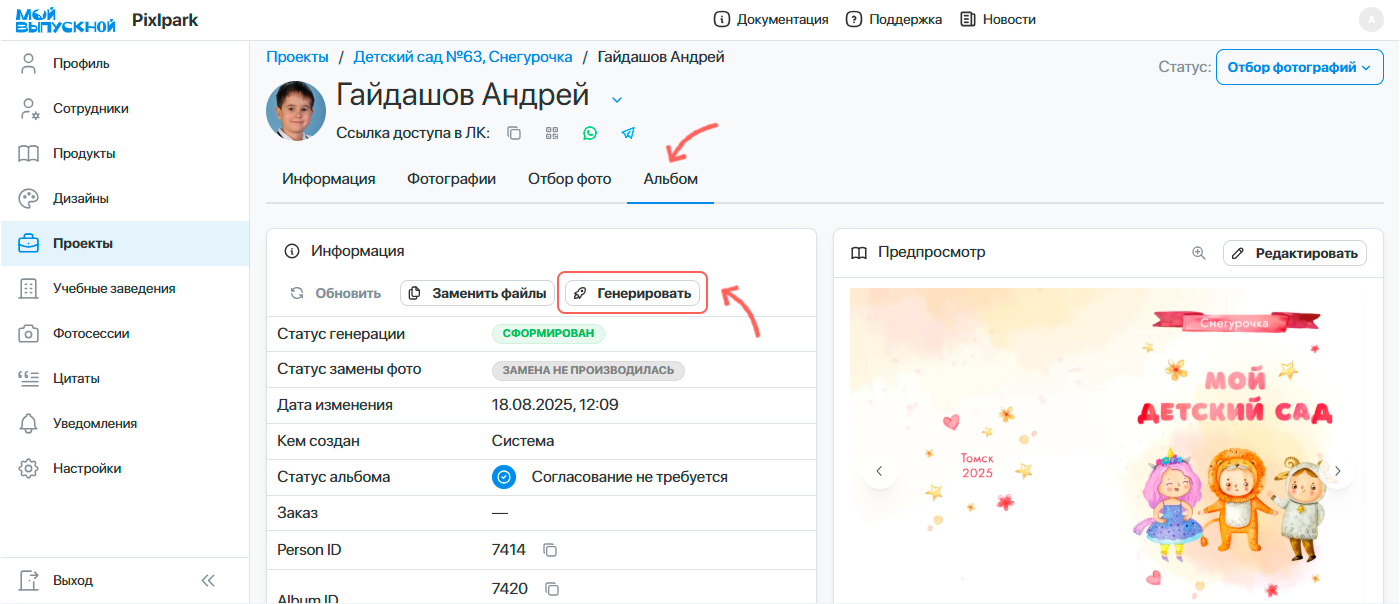 МОЙ
ВЫПУСКНОЙ
Pixlpark
Документация
Поддержка
Новости
A
Профиль
Сотрудники
Продукты
Дизайны
Проекты
Учебные заведения
Фотосессии
Цитаты
Уведомления
Настройки
Выход
Проекты / Детский сад №63, Снегурочка / Гайдашов Андрей
Статус: Отбор фотографий
Гайдашов Андрей
Ссылка доступа в ЛК:
Информация Фотографии Отбор фото Альбом
Информация
Обновить Заменить файлы Генерировать
Статус генерации СФОРМИРОВАН
Статус замены фото ЗАМЕНА НЕ ПРОИЗВОДИЛАСЬ
Дата изменения 18.08.2025, 12:09
Кем создан Система
Статус альбома Согласование не требуется
Заказ —
Person ID 7414
Album ID 7420
Предпросмотр
Редактировать
Снегурочка
МОЙ
ДЕТСКИЙ САД
Томск
2025